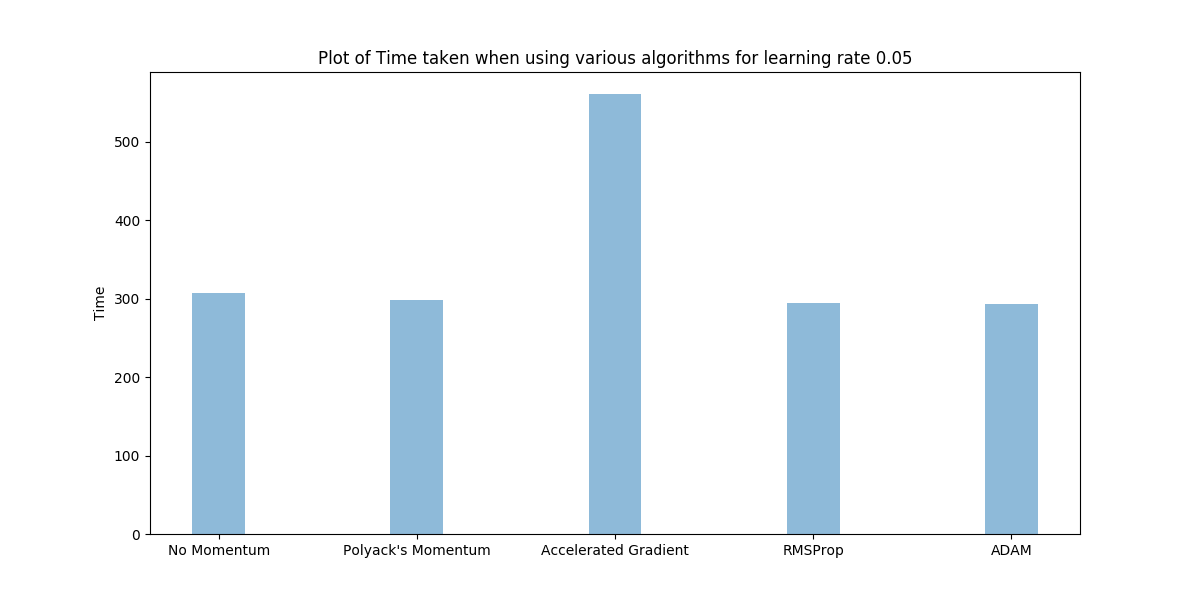 Plot of Time taken when using various algorithms for learning rate 0.05
Time
500
400
300
200
100
0
No Momentum
Polyack's Momentum
Accelerated Gradient
RMSProp
ADAM